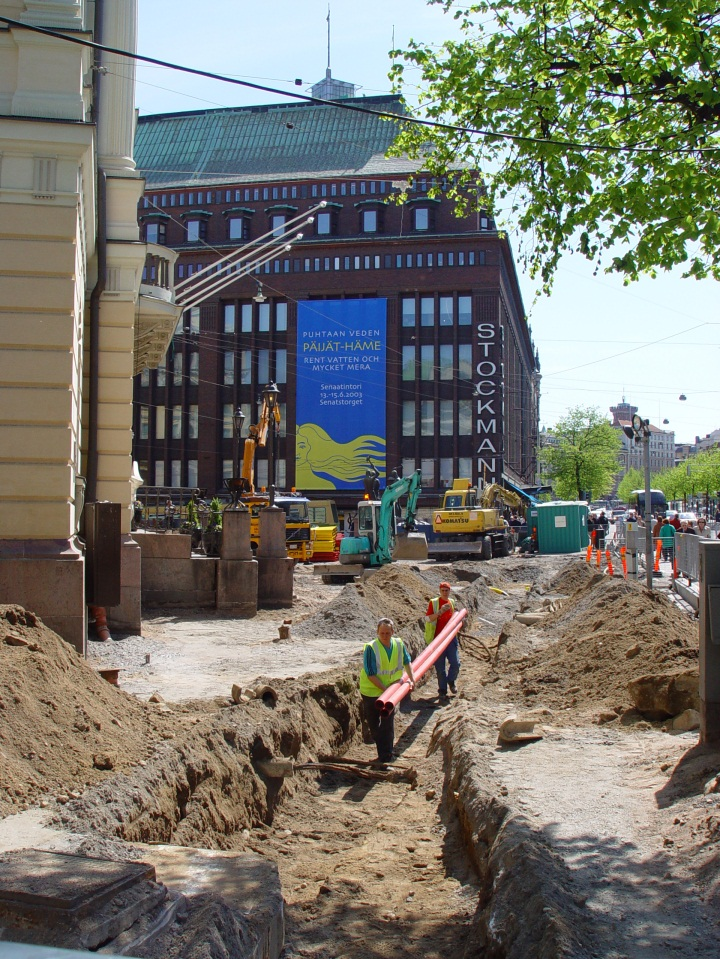 PUHTAAN VEDEN
PÄIJÄT-HÄME
RENT VATTEN OCH
MYCKET MERA
Senaatintori
13.-15.6.2003
Senatstorget
STOCKMANN
KOMATSU